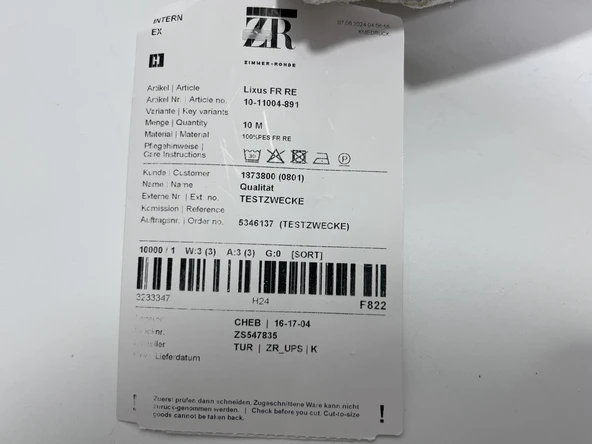 INTERN
EX
ZR
ZIMMER+ROHDE
H
Artikel | Article Lixus FR RE
Artikel Nr. | Article no. 10-11004-891
Variante | Key variants
Menge | Quantity 10 M
Material | Material 100%PES FR RE
Pflegehinweise |
Care Instructions
Kunde | Customer 1873800 (0801)
Name | Name Qualität
Externe Nr | Ext. no. TESTZWECKE
Komission | Reference
Auftragsnr. | Order no. 5346137 (TESTZWECKE)
10000 / 1 W:3 (3) A:3 (3) G:0 [SORT]
3233347 H24 F822
CHEB | 16-17-04
ZS547835
TUR | ZR_UPS | K
Lieferdatum
! Zuerst prüfen dann schneiden. Zugeschnittene Ware kann nicht !
zurück-genommen werden. | Check before you cut. Cut-to-size
goods cannot be taken back.